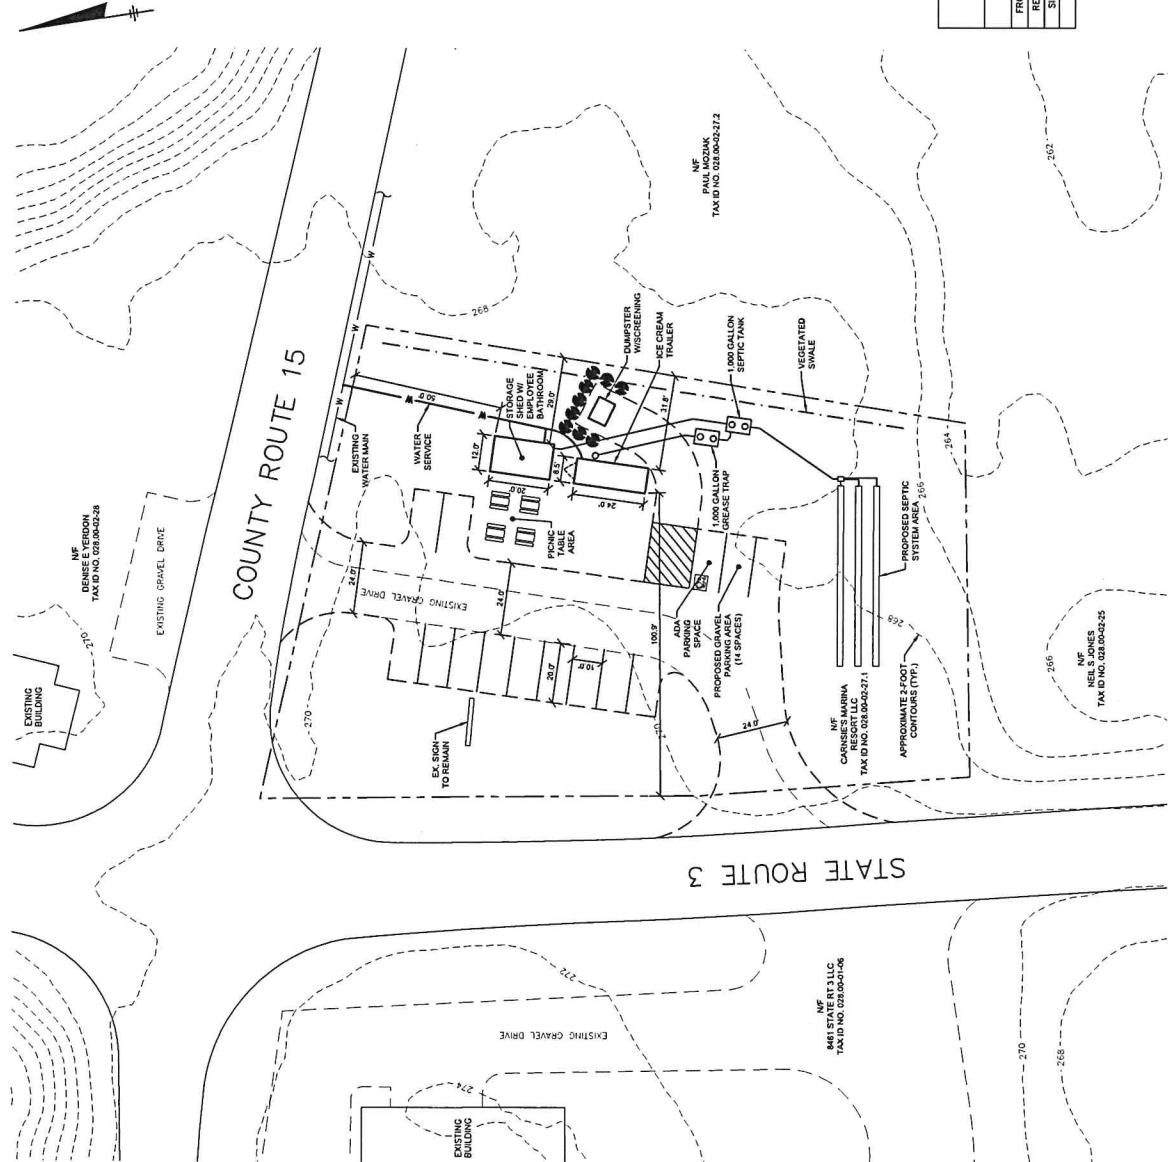 FR
RE
SI
N/F
PAUL MOZIAK
TAX ID NO. 028.00-02-27.2
262
268
COUNTY ROUTE 15
W
W
W
W
EXISTING
WATER MAIN
WATER
SERVICE
50.0'
W
W
STORAGE
SHED W/
EMPLOYEE
BATHROOM
29.0'
DUMPSTER
W/SCREENING
ICE CREAM
TRAILER
31.8'
1,000 GALLON
SEPTIC TANK
VEGETATED
SWALE
12.0'
20.0'
8.5'
24.0'
1,000 GALLON
GREASE TRAP
264
266
N/F
DENISE E YERDON
TAX ID NO. 028.00-02-28
EXISTING GRAVEL DRIVE
270
EXISTING
BUILDING
PICNIC
TABLE
AREA
24.0'
EXISTING GRAVEL DRIVE
24.0'
100.9'
ADA
PARKING
SPACE
PROPOSED GRAVEL
PARKING AREA
(14 SPACES)
PROPOSED SEPTIC
SYSTEM AREA
20.0'
10.0'
270
EX. SIGN
TO REMAIN
24.0'
N/F
CARNSIE'S MARINA
RESORT LLC
TAX ID NO. 028.00-02-27.1
268
APPROXIMATE 2-FOOT
CONTOURS (TYP.)
266
N/F
NEIL S JONES
TAX ID NO. 028.00-02-25
STATE ROUTE 3
272
EXISTING GRAVEL DRIVE
N/F
8461 STATE RT 3 LLC
TAX ID NO. 028.00-01-06
274
EXISTING
BUILDING
270
268